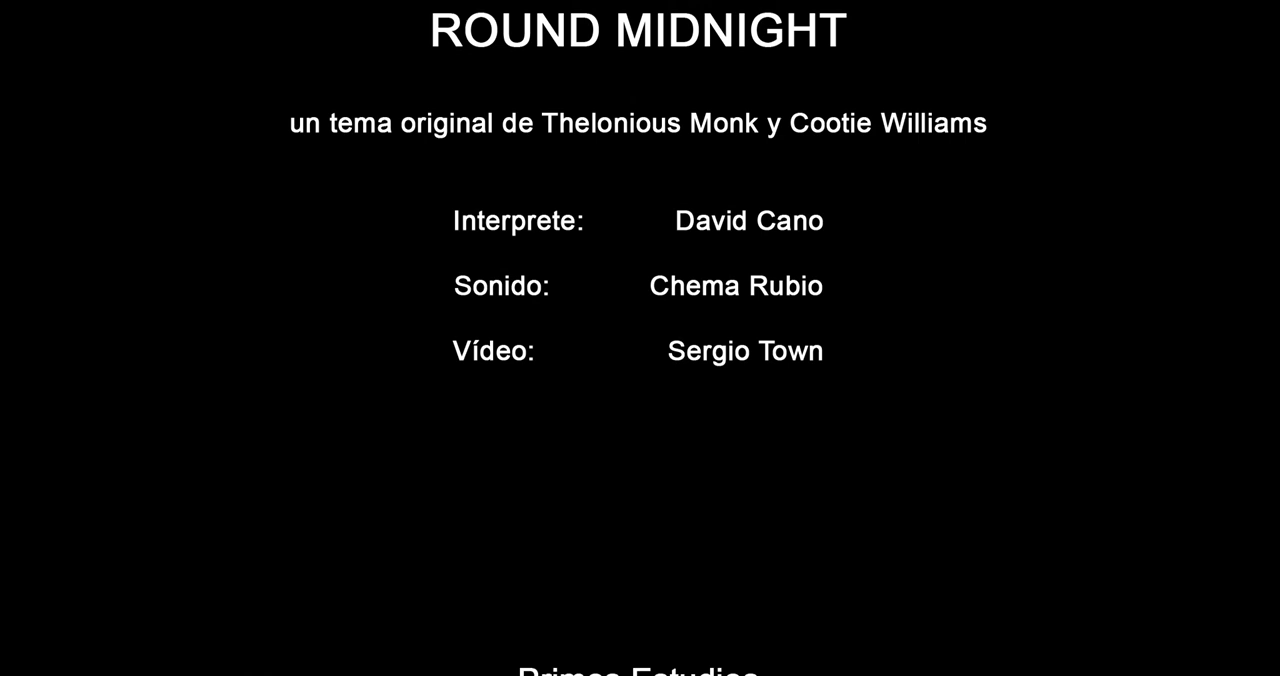 ROUND MIDNIGHT
un tema original de Thelonious Monk y Cootie Williams
Interprete: David Cano
Sonido: Chema Rubio
Vídeo: Sergio Town
Estudios